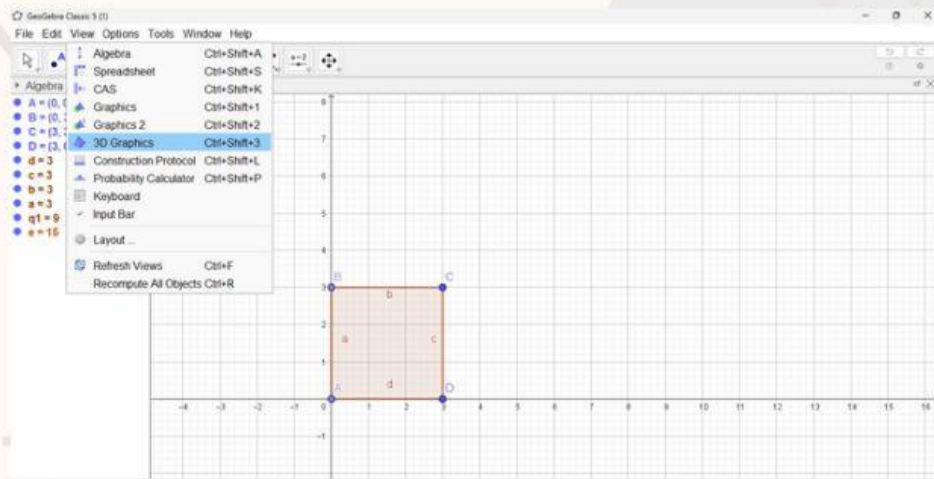 GeoGebra Classic 5 (1)
File Edit View Options Tools Window Help
Algebra Ctrl+Shift+A
Spreadsheet Ctrl+Shift+S
CAS Ctrl+Shift+K
Graphics Ctrl+Shift+1
Graphics 2 Ctrl+Shift+2
3D Graphics Ctrl+Shift+3
Construction Protocol Ctrl+Shift+L
Probability Calculator Ctrl+Shift+P
Keyboard
Input Bar
Layout ...
Refresh Views Ctrl+F
Recompute All Objects Ctrl+R
a=2
Algebra
A = (0,
B = (0,
C = (3,
D = (3,
d = 3
c = 3
b = 3
a = 3
q1 = 9
e = 15
8
7
5
4
3
2
1
0
-1
B C
b
a c
d
A D
-4 -3 -2 -1 0 1 2 3 4 5 6 7 8 9 10 11 12 13 14 15 16